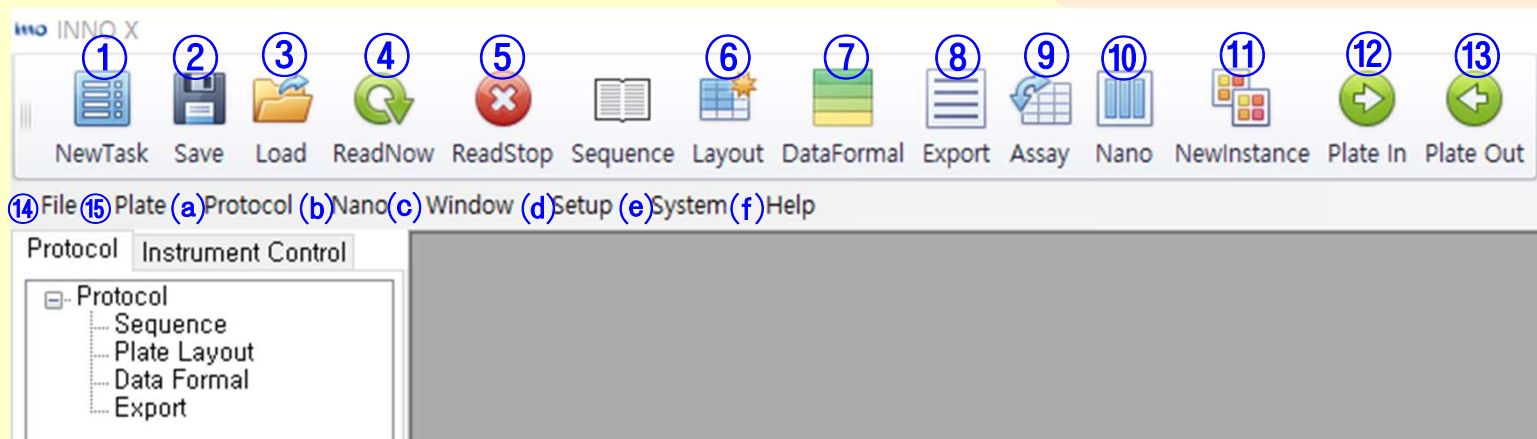 inno INNO X
① ② ③ ④ ⑤ ⑥ ⑦ ⑧ ⑨ ⑩ ⑪ ⑫ ⑬
NewTask Save Load ReadNow ReadStop Sequence Layout DataFormal Export Assay Nano NewInstance Plate In Plate Out
⑭ File ⑮ Plate (a) Protocol (b) Nano (c) Window (d) Setup (e) System (f) Help
Protocol Instrument Control
Protocol
Sequence
Plate Layout
Data Formal
Export